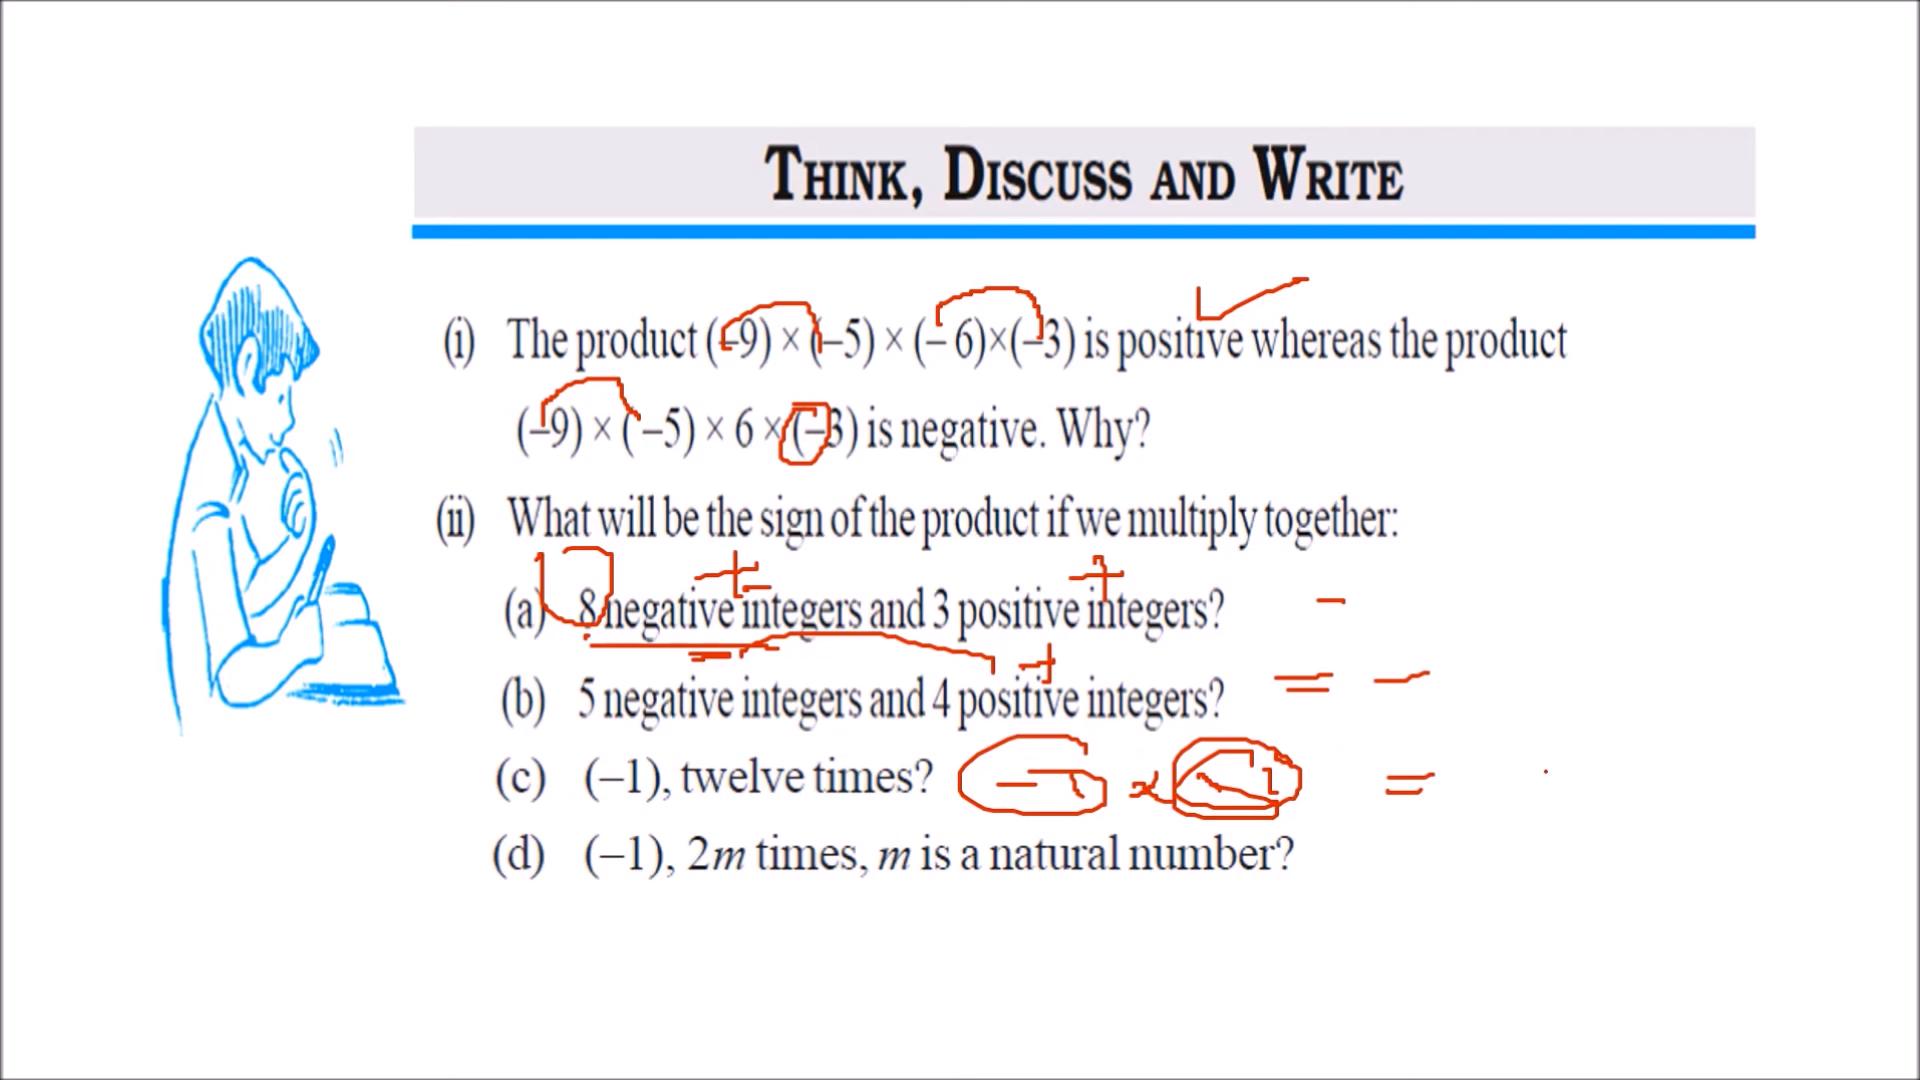 THINK, DISCUSS AND WRITE
(i) The product (–9) × (–5) × (– 6)×(–3) is positive whereas the product
(–9) × ( –5) × 6 × (–3) is negative. Why?
(ii) What will be the sign of the product if we multiply together:
+ +
(a) 8 negative integers and 3 positive integers? –
– +
(b) 5 negative integers and 4 positive integers? = –
(c) (–1), twelve times? × =
(d) (–1), 2m times, m is a natural number?